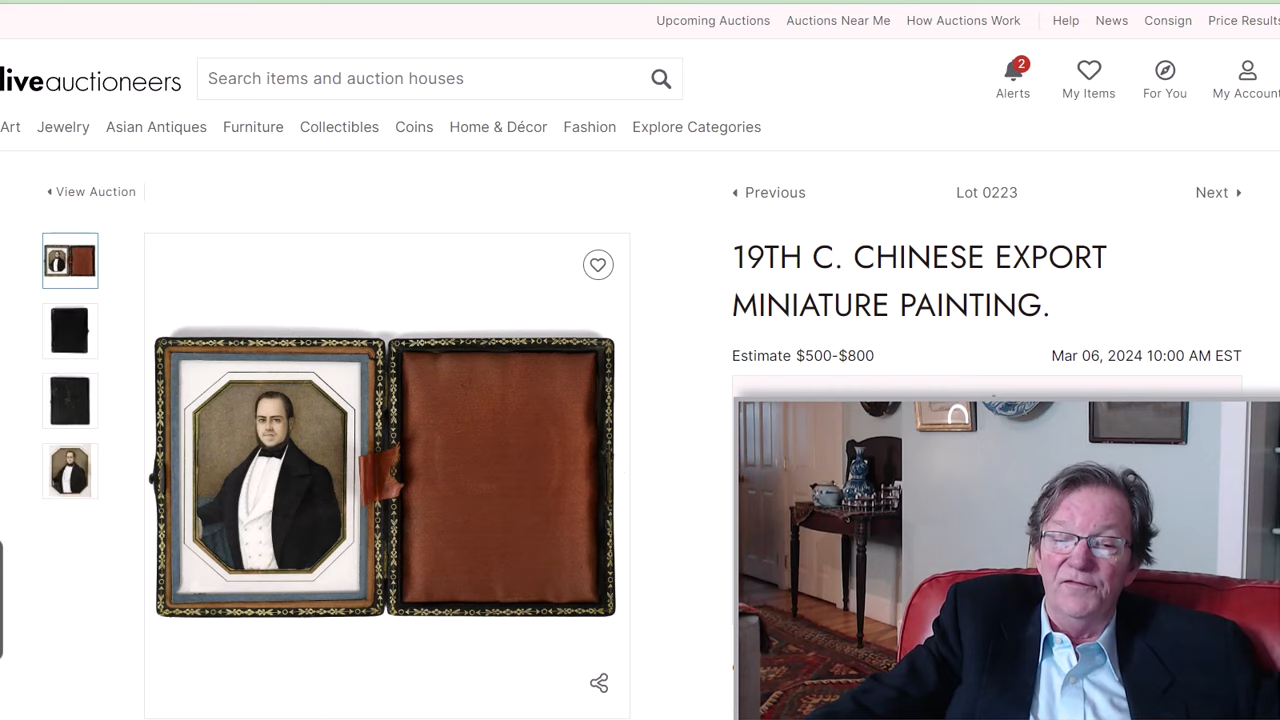 Upcoming Auctions Auctions Near Me How Auctions Work Help News Consign Price Results
liveauctioneers
Search items and auction houses
2
Alerts My Items For You My Account
Art Jewelry Asian Antiques Furniture Collectibles Coins Home & Décor Fashion Explore Categories
View Auction
Previous Lot 0223 Next
19TH C. CHINESE EXPORT
MINIATURE PAINTING.
Estimate $500-$800 Mar 06, 2024 10:00 AM EST